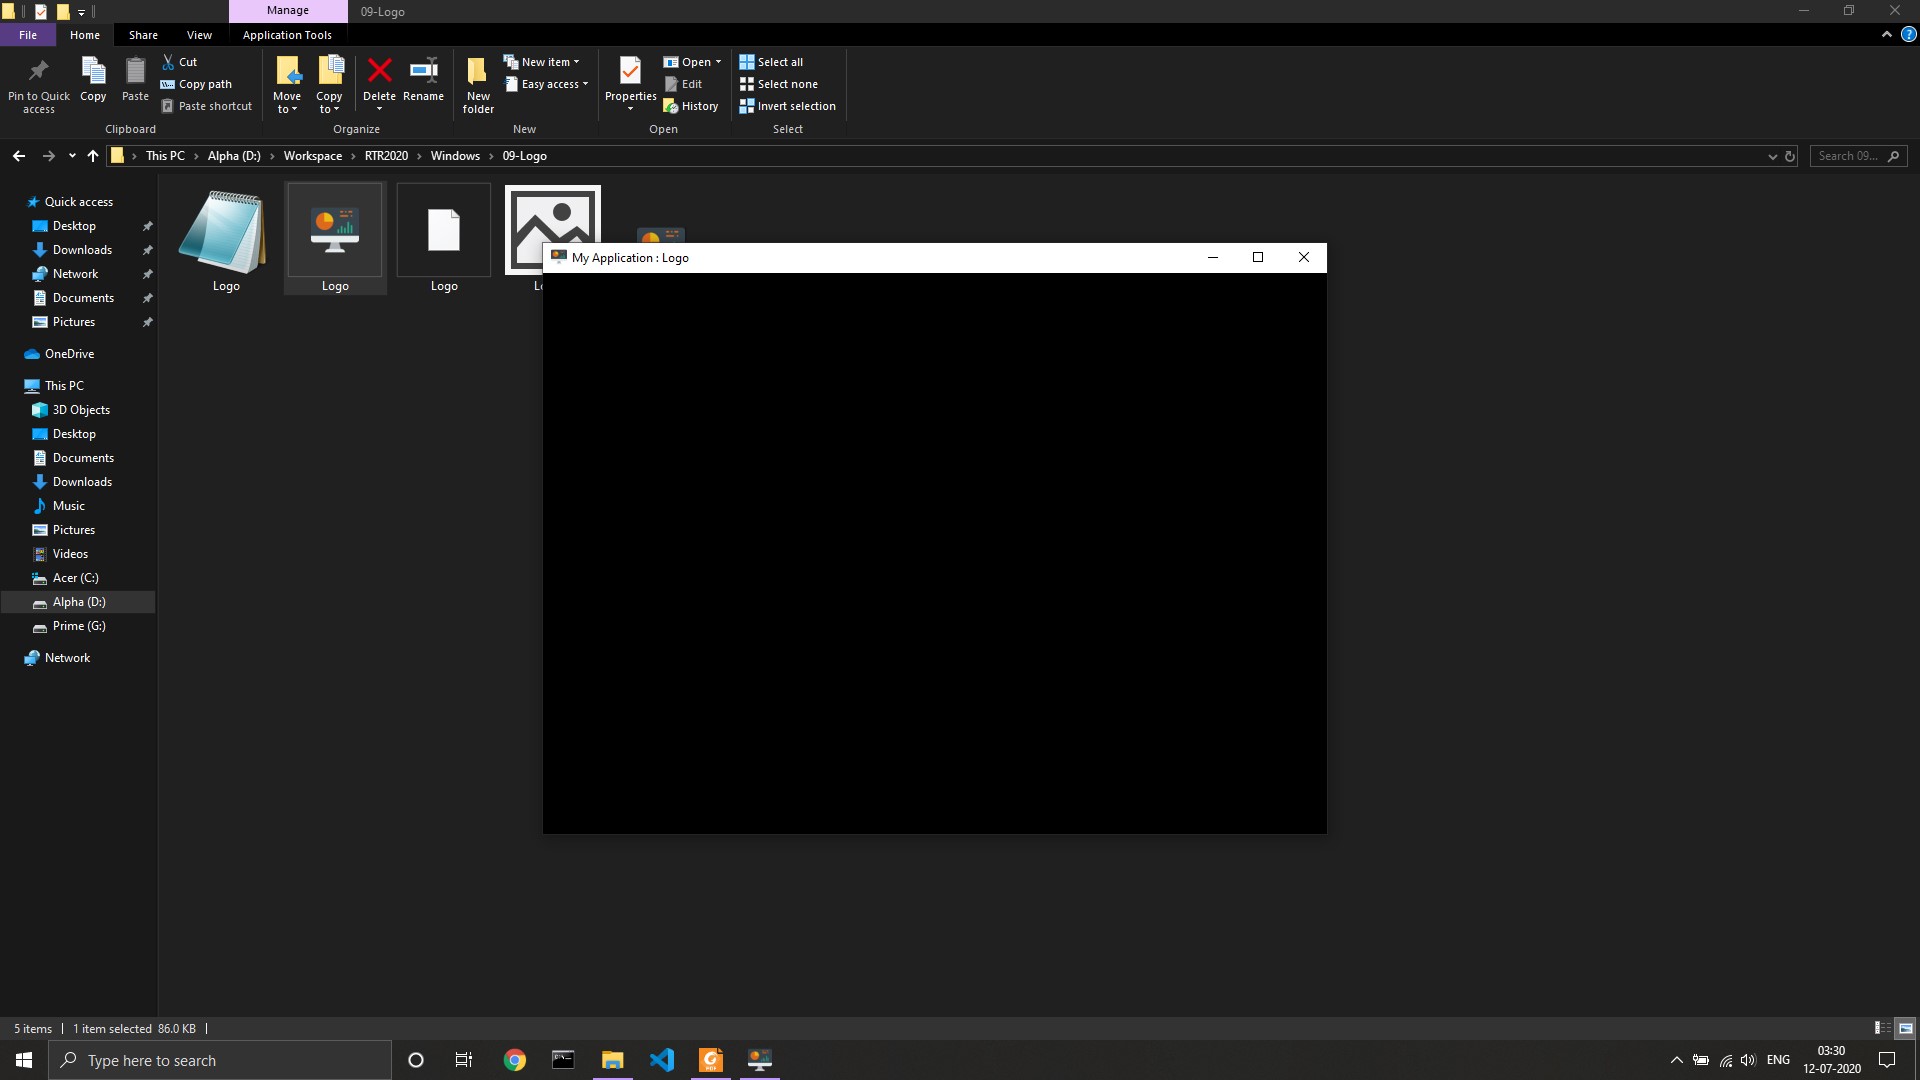 Manage 09-Logo
File Home Share View Application Tools
Pin to Quick access
Copy
Paste
Cut
Copy path
Paste shortcut
Clipboard
Move to
Copy to
Delete
Rename
Organize
New folder
New item
Easy access
New
Properties
Open
Edit
History
Open
Select all
Select none
Invert selection
Select
This PC › Alpha (D:) › Workspace › RTR2020 › Windows › 09-Logo
Search 09...
Quick access
Desktop
Downloads
Network
Documents
Pictures
OneDrive
This PC
3D Objects
Desktop
Documents
Downloads
Music
Pictures
Videos
Acer (C:)
Alpha (D:)
Prime (G:)
Network
Logo Logo Logo
My Application : Logo
5 items 1 item selected 86.0 KB
Type here to search
ENG
03:30
12-07-2020